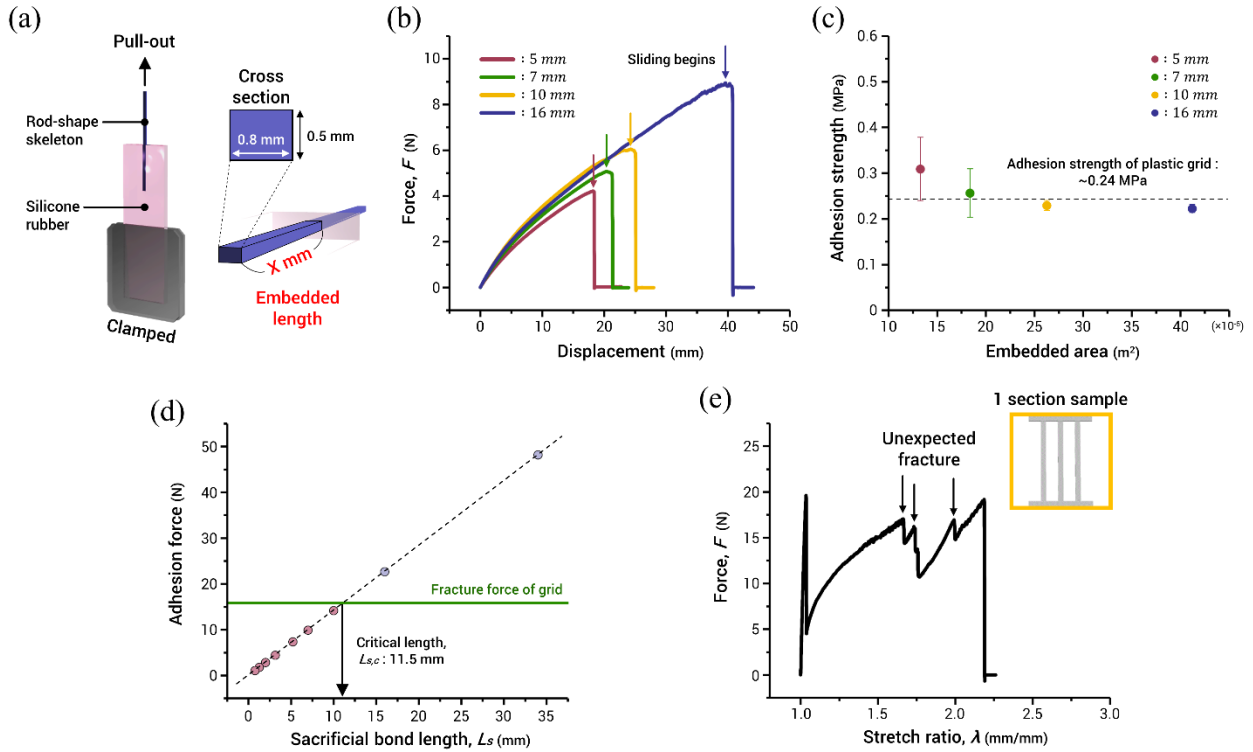 (a)
Pull-out
Rod-shape
skeleton
Silicone
rubber
Clamped
Cross
section
0.8 mm
0.5 mm
X mm
Embedded
length
(b)
Force, F (N)
10
8
6
4
2
0
: 5 mm
: 7 mm
: 10 mm
: 16 mm
Sliding begins
0 10 20 30 40 50
Displacement (mm)
(c)
Adhesion strength (MPa)
0.6
0.5
0.4
0.3
0.2
0.1
0
: 5 mm
: 7 mm
: 10 mm
: 16 mm
Adhesion strength of plastic grid :
~0.24 MPa
10 15 20 25 30 35 40 (×10⁻⁶)
Embedded area (m²)
(d)
Adhesion force (N)
50
40
30
20
10
0
Fracture force of grid
Critical length,
Ls,c : 11.5 mm
0 5 10 15 20 25 30 35
Sacrificial bond length, Ls (mm)
(e)
1 section sample
Force, F (N)
25
20
15
10
5
0
Unexpected
fracture
1.0 1.5 2.0 2.5 3.0
Stretch ratio, λ (mm/mm)